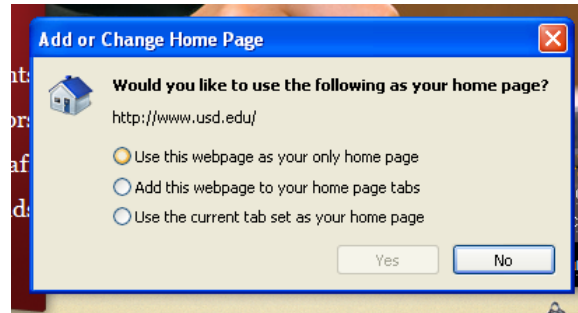 Add or Change Home Page
Would you like to use the following as your home page?
http://www.usd.edu/
Use this webpage as your only home page
Add this webpage to your home page tabs
Use the current tab set as your home page
Yes
No